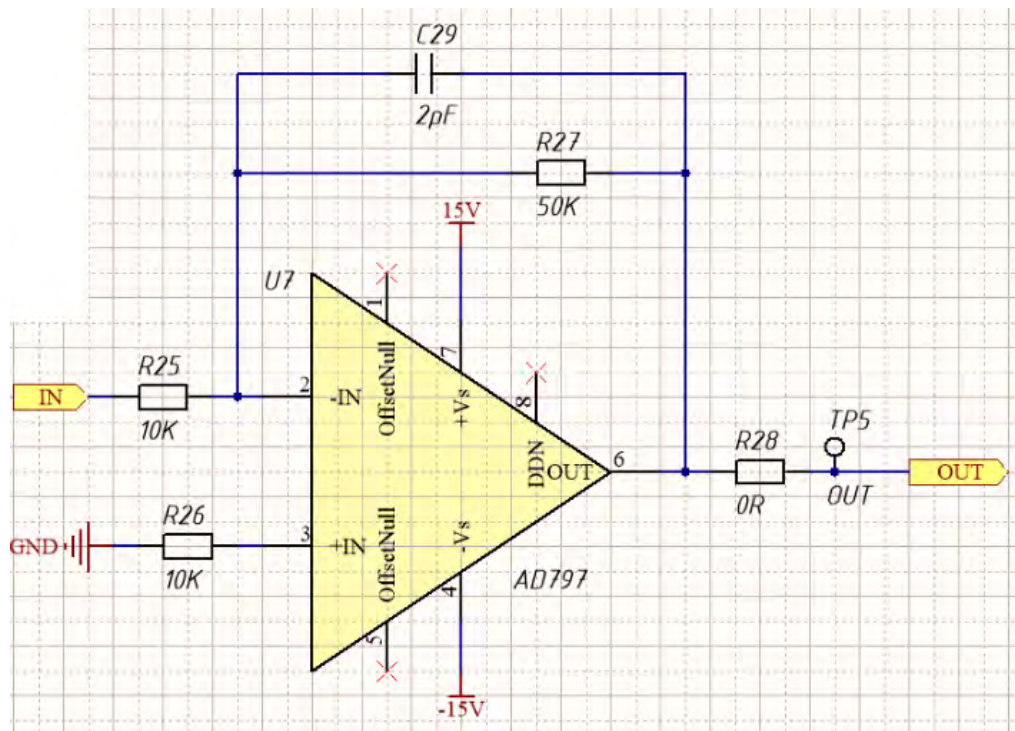 C29
2pF
R27
50K
15V
U7
1
7
OffsetNull
+Vs
8
R25
IN
10K
2
-IN
DDN
OUT
6
R28
0R
TP5
OUT
OUT
R26
GND
10K
3
+IN
OffsetNull
-Vs
4
5
AD797
-15V